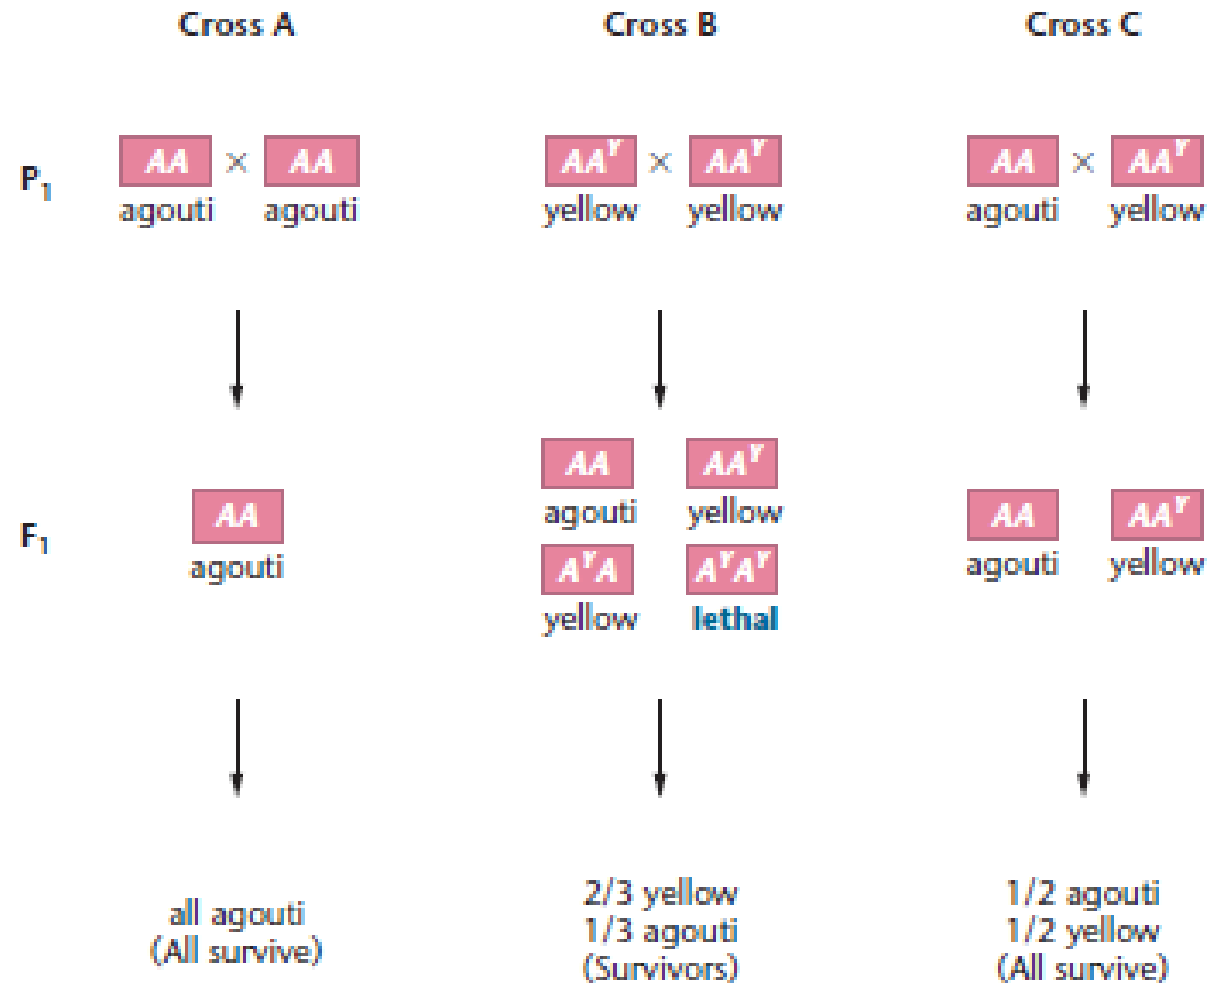 Cross A Cross B Cross C
P₁
AA × AA AAʸ × AAʸ AA × AAʸ
agouti agouti yellow yellow agouti yellow
F₁
AA AAʸ
agouti yellow
AA AA AAʸ
agouti agouti yellow
AʸA AʸAʸ
yellow lethal
all agouti
(All survive)
2/3 yellow
1/3 agouti
(Survivors)
1/2 agouti
1/2 yellow
(All survive)